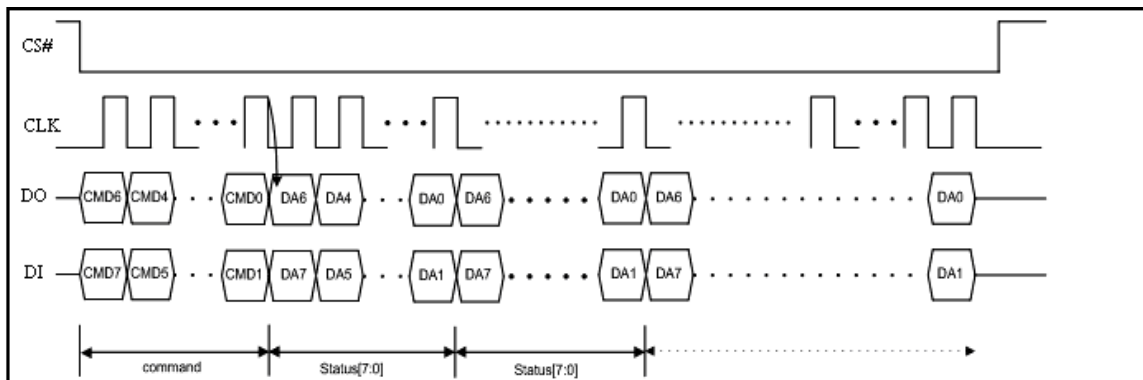 CS#
CLK
DO CMD6 CMD4 CMD0 DA6 DA4 DA0 DA6 DA0 DA6 DA0
DI CMD7 CMD5 CMD1 DA7 DA5 DA1 DA7 DA1 DA7 DA1
command Status[7:0] Status[7:0]